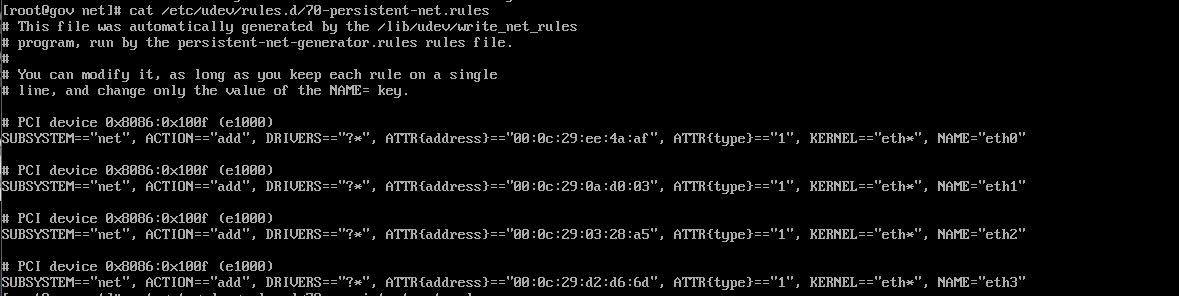 [root@gov net]# cat /etc/udev/rules.d/70-persistent-net.rules
# This file was automatically generated by the /lib/udev/write_net_rules
# program, run by the persistent-net-generator.rules rules file.
#
# You can modify it, as long as you keep each rule on a single
# line, and change only the value of the NAME= key.
# PCI device 0x8086:0x100f (e1000)
SUBSYSTEM=="net", ACTION=="add", DRIVERS=="?*", ATTR{address}=="00:0c:29:ee:4a:af", ATTR{type}=="1", KERNEL=="eth*", NAME="eth0"
# PCI device 0x8086:0x100f (e1000)
SUBSYSTEM=="net", ACTION=="add", DRIVERS=="?*", ATTR{address}=="00:0c:29:0a:d0:03", ATTR{type}=="1", KERNEL=="eth*", NAME="eth1"
# PCI device 0x8086:0x100f (e1000)
SUBSYSTEM=="net", ACTION=="add", DRIVERS=="?*", ATTR{address}=="00:0c:29:03:28:a5", ATTR{type}=="1", KERNEL=="eth*", NAME="eth2"
# PCI device 0x8086:0x100f (e1000)
SUBSYSTEM=="net", ACTION=="add", DRIVERS=="?*", ATTR{address}=="00:0c:29:d2:d6:6d", ATTR{type}=="1", KERNEL=="eth*", NAME="eth3"